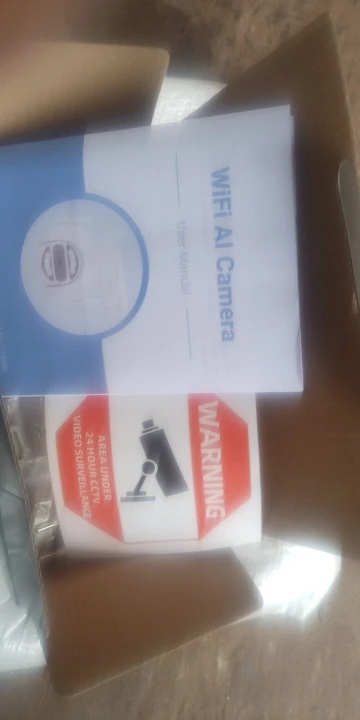 WiFi AI Camera
User Manual
WARNING
AREA UNDER
24 HOUR CCTV
VIDEO SURVEILLANCE